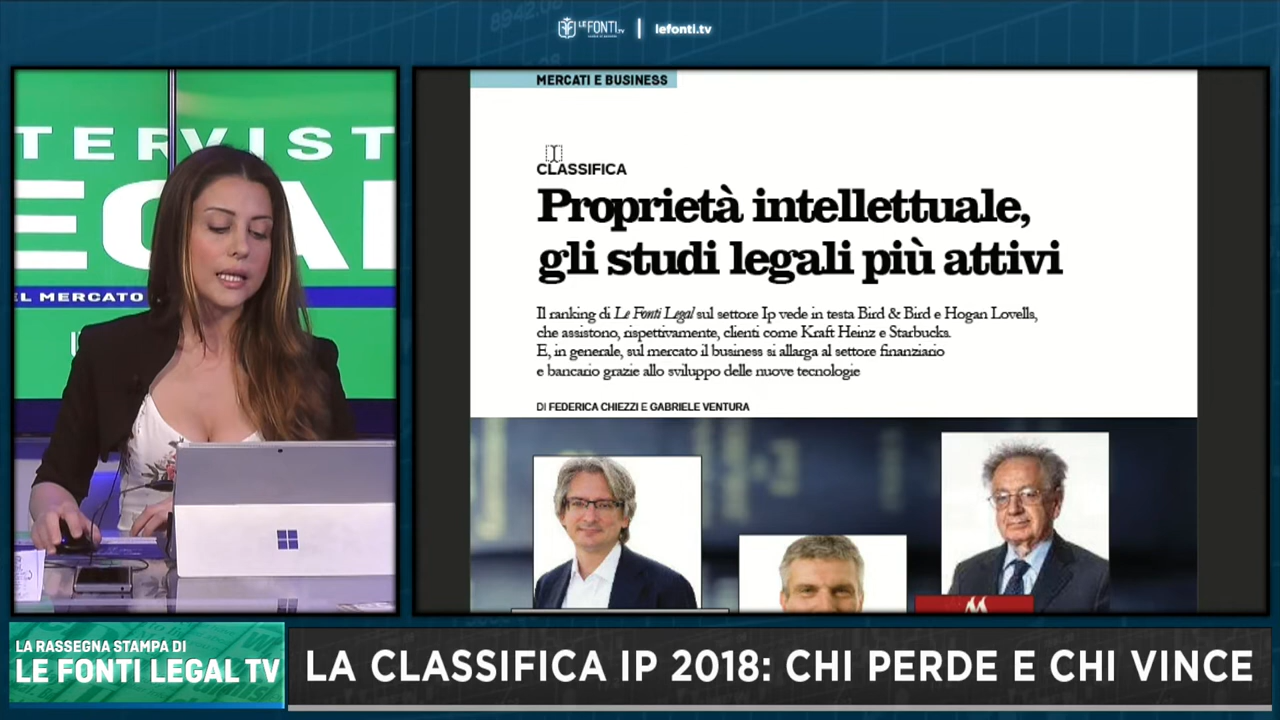 LE FONTI TV
lefonti.tv
TERVIST
EGAL
EL MERCATO
MERCATI E BUSINESS
CLASSIFICA
Proprietà intellettuale,
gli studi legali più attivi
Il ranking di Le Fonti Legal sul settore Ip vede in testa Bird & Bird e Hogan Lovells,
che assistono, rispettivamente, clienti come Kraft Heinz e Starbucks.
E, in generale, sul mercato il business si allarga al settore finanziario
e bancario grazie allo sviluppo delle nuove tecnologie
DI FEDERICA CHIEZZI E GABRIELE VENTURA
LA RASSEGNA STAMPA DI
LE FONTI LEGAL TV
LA CLASSIFICA IP 2018: CHI PERDE E CHI VINCE